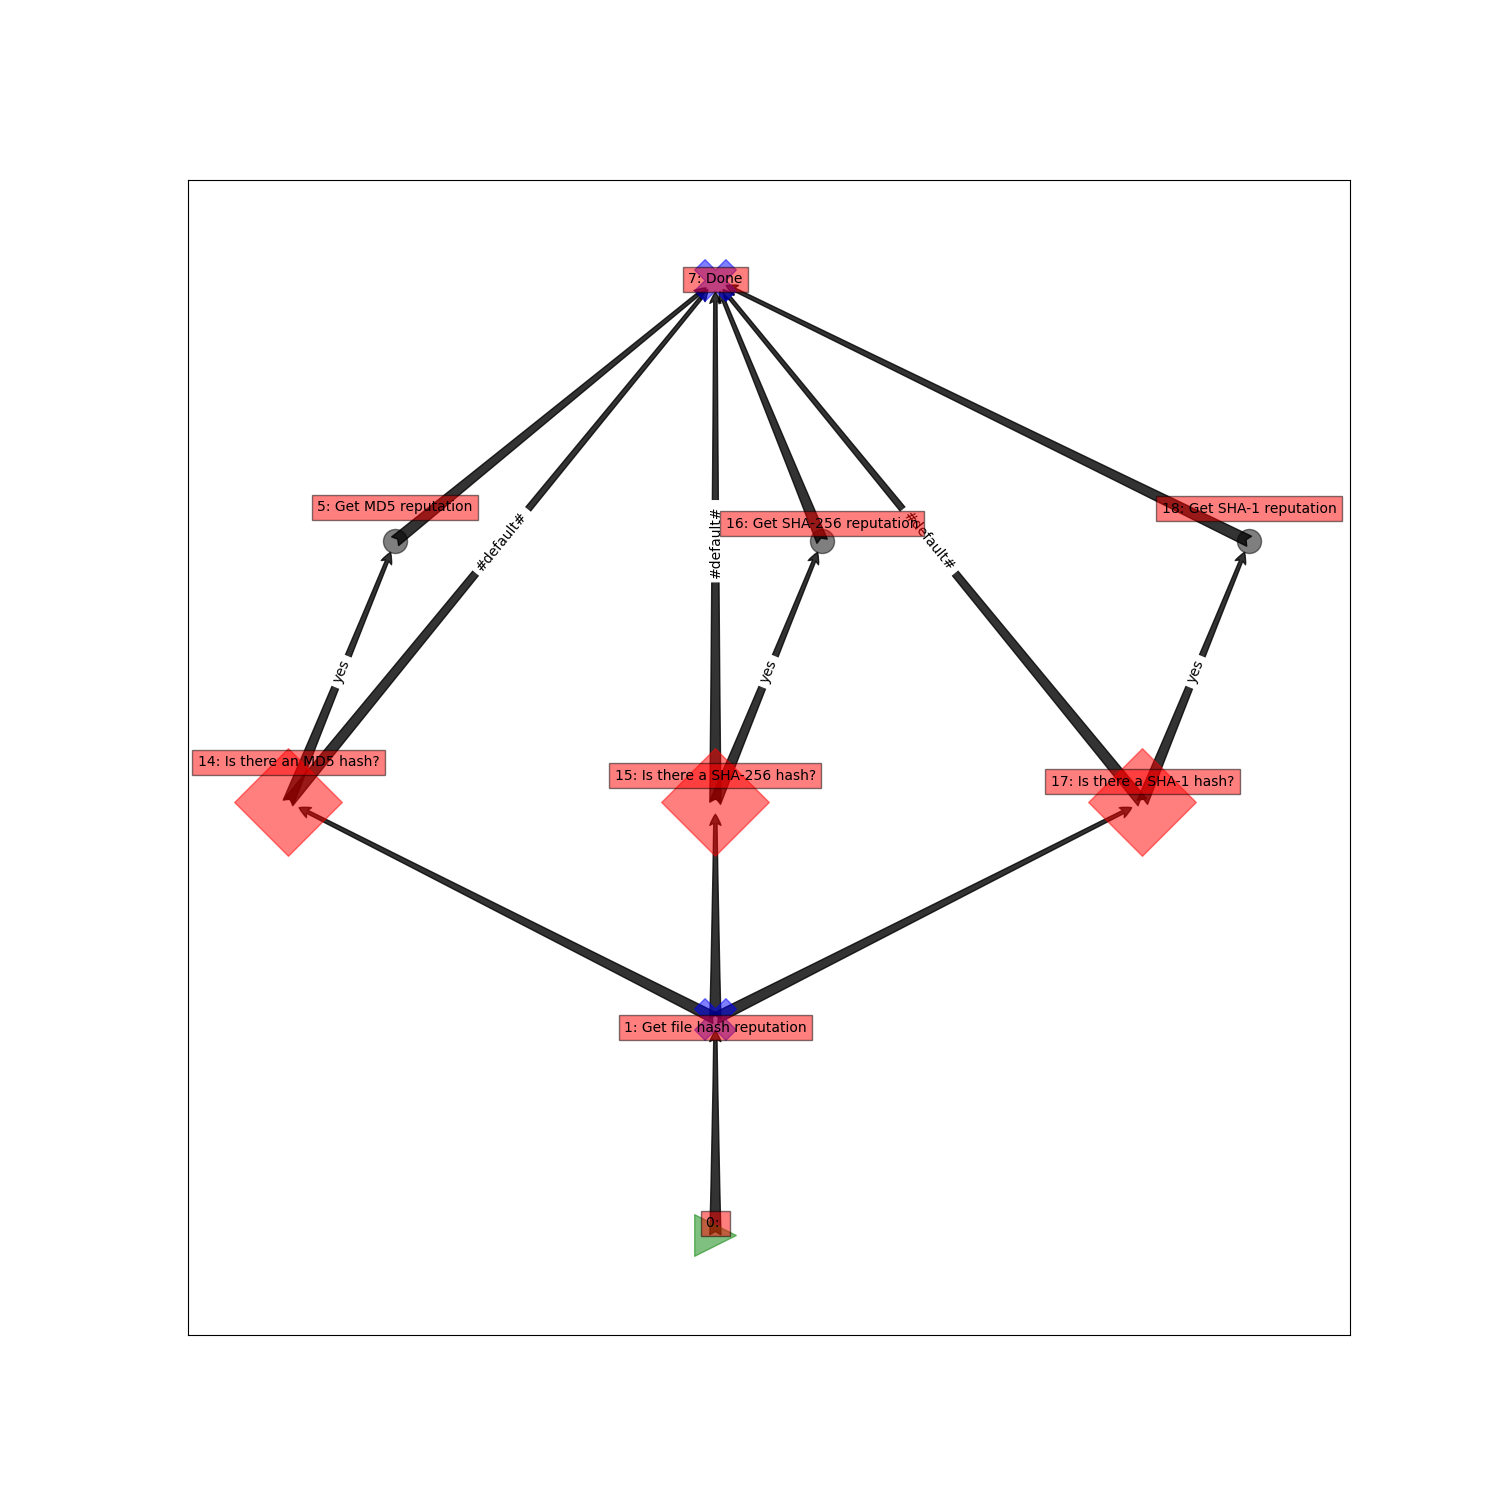 7: Done
5: Get MD5 reputation
18: Get SHA-1 reputation
16: Get SHA-256 reputation
#default#
#default#
#default#
yes
yes
yes
14: Is there an MD5 hash?
15: Is there a SHA-256 hash?
17: Is there a SHA-1 hash?
1: Get file hash reputation
0: